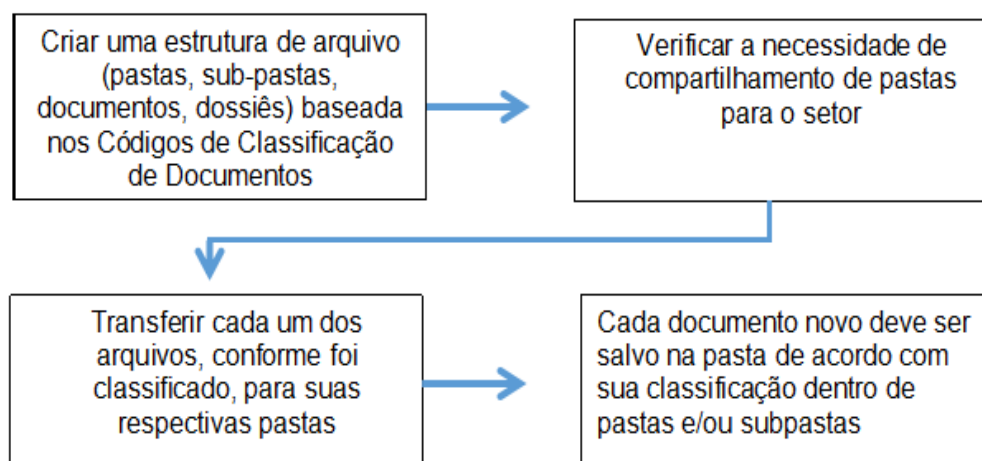 Criar uma estrutura de arquivo
(pastas, sub-pastas,
documentos, dossiês) baseada
nos Códigos de Classificação
de Documentos
Verificar a necessidade de
compartilhamento de pastas
para o setor
Transferir cada um dos
arquivos, conforme foi
classificado, para suas
respectivas pastas
Cada documento novo deve ser
salvo na pasta de acordo com
sua classificação dentro de
pastas e/ou subpastas